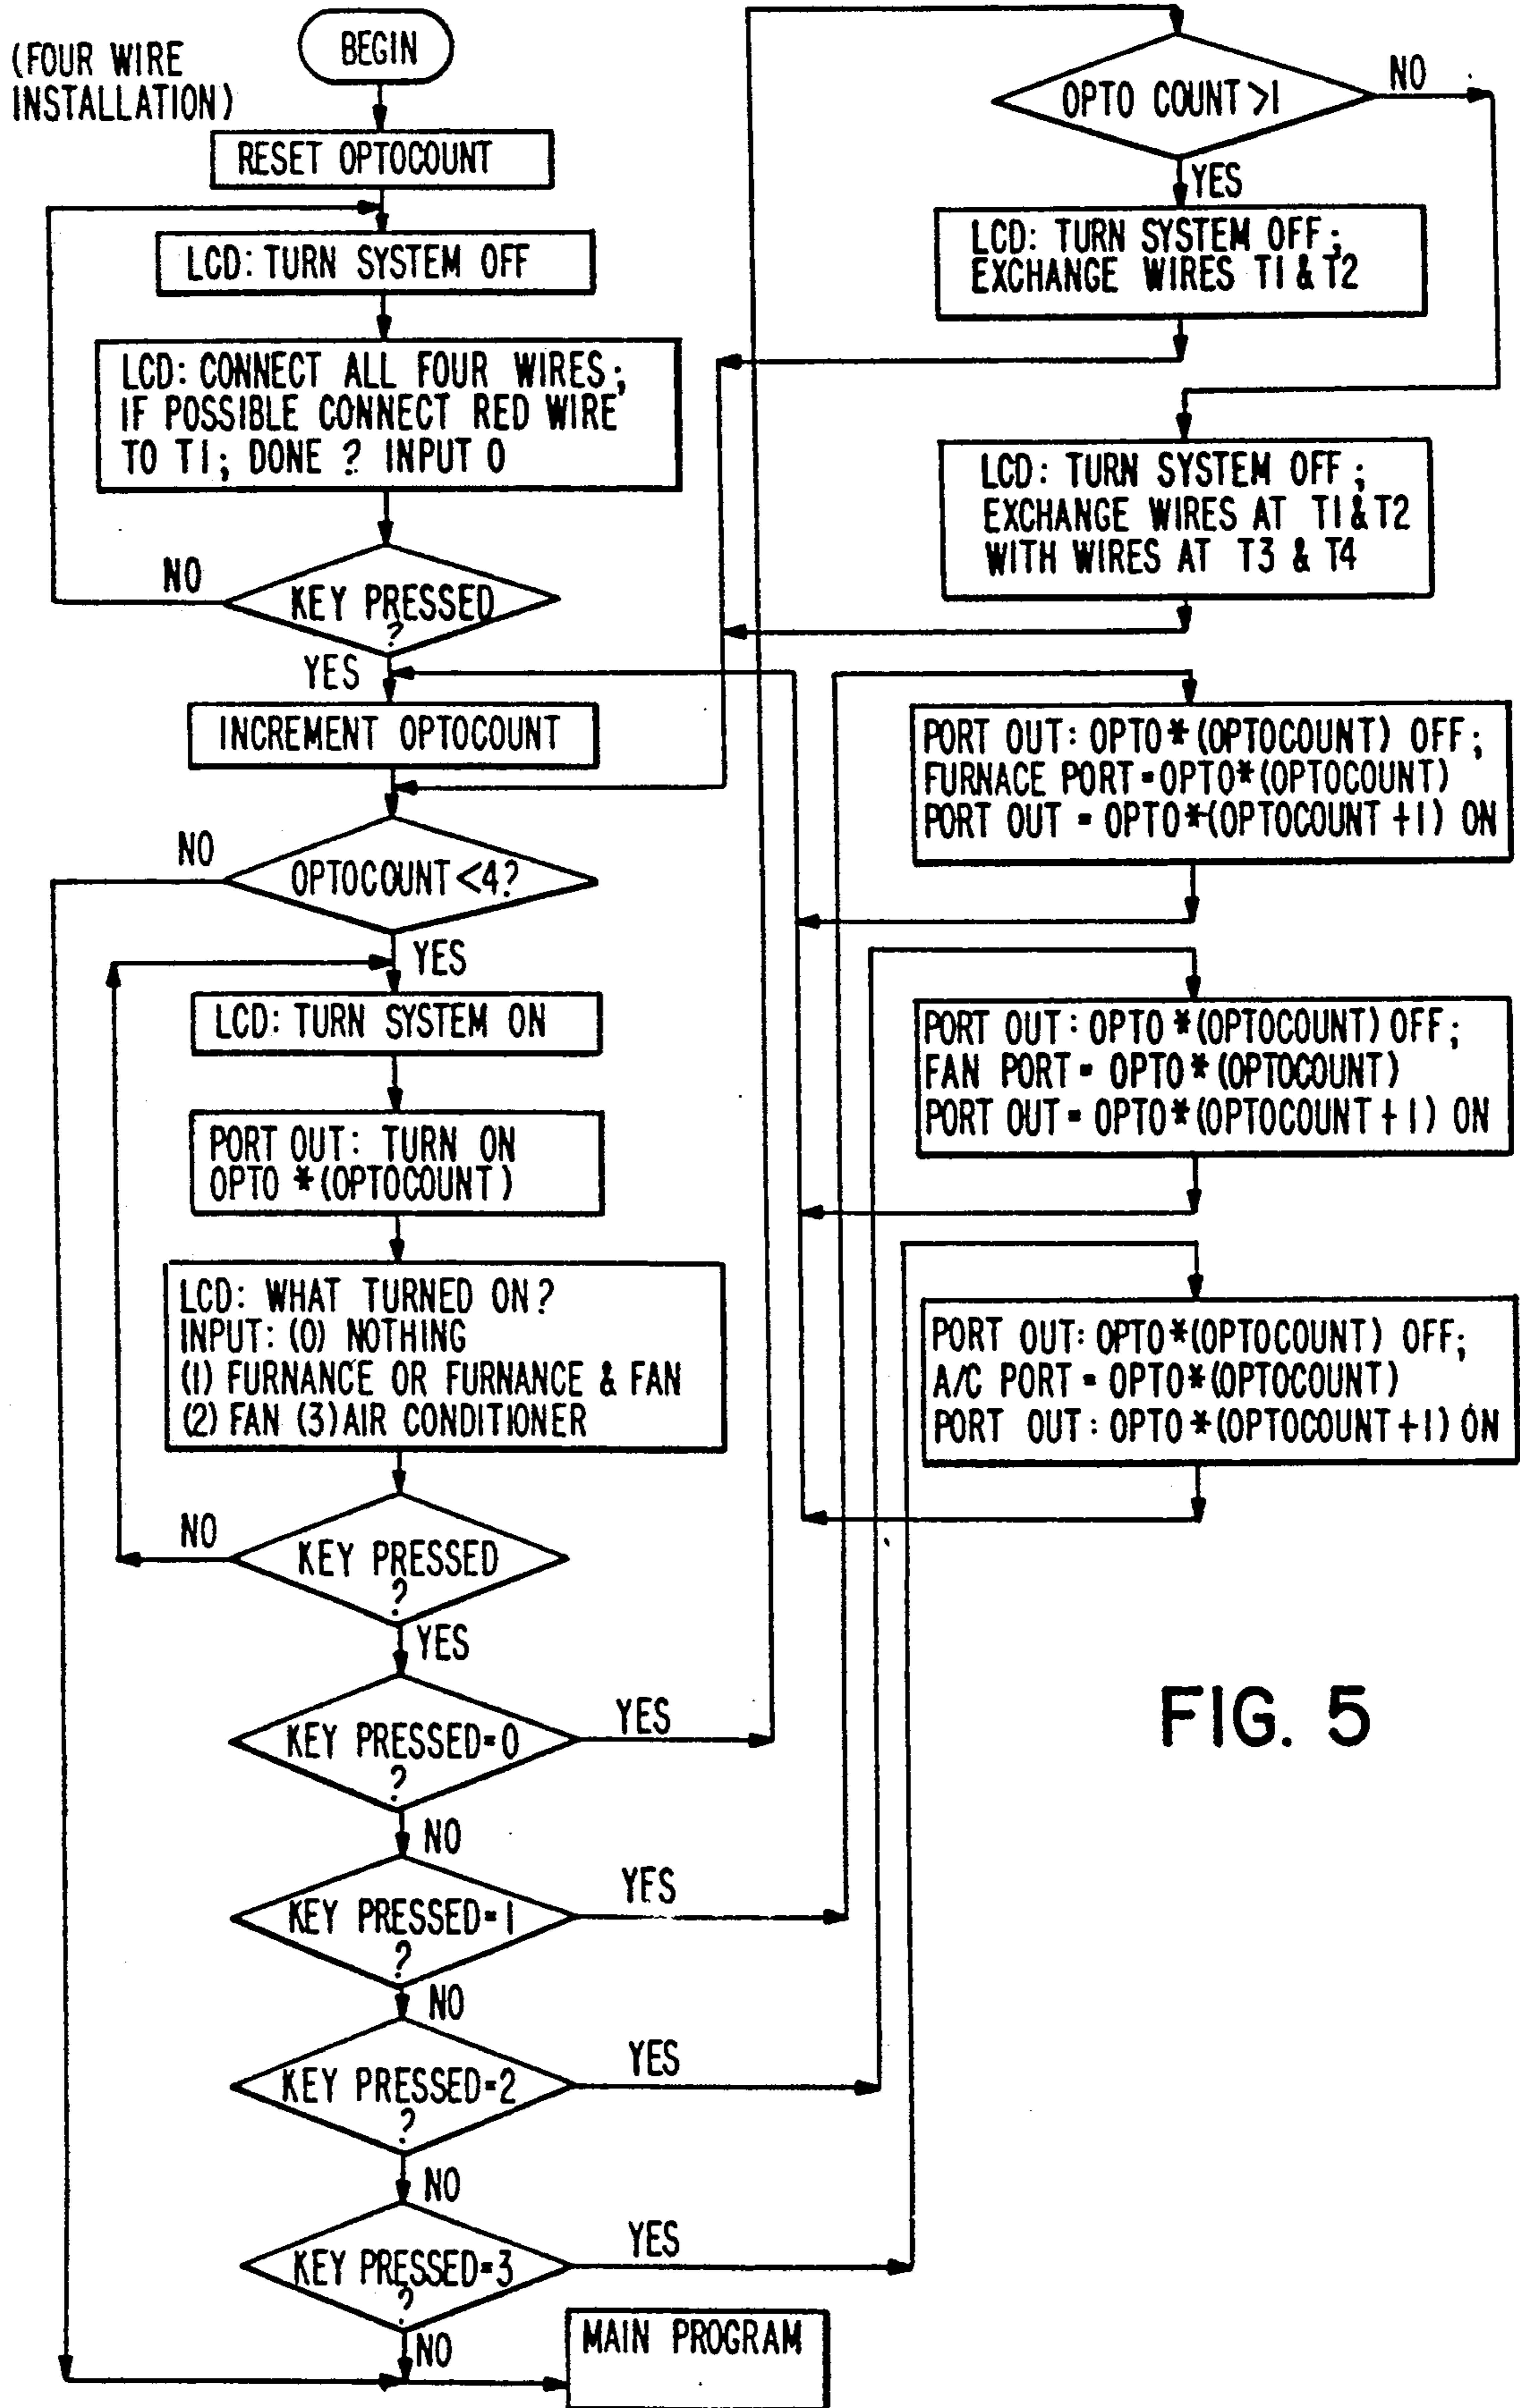 (FOUR WIRE
INSTALLATION)
BEGIN
RESET OPTOCOUNT
LCD: TURN SYSTEM OFF
LCD: CONNECT ALL FOUR WIRES;
IF POSSIBLE CONNECT RED WIRE
TO T1; DONE ? INPUT 0
NO
KEY PRESSED
?
YES
INCREMENT OPTOCOUNT
NO
OPTOCOUNT <4?
YES
LCD: TURN SYSTEM ON
PORT OUT: TURN ON
OPTO *(OPTOCOUNT)
LCD: WHAT TURNED ON?
INPUT: (0) NOTHING
(1) FURNANCE OR FURNANCE & FAN
(2) FAN (3) AIR CONDITIONER
NO
KEY PRESSED
?
YES
KEY PRESSED=0
?
YES
NO
KEY PRESSED=1
?
YES
NO
KEY PRESSED=2
?
YES
NO
KEY PRESSED=3
?
YES
NO
MAIN PROGRAM
OPTO COUNT >1
NO
YES
LCD: TURN SYSTEM OFF;
EXCHANGE WIRES T1 & T2
LCD: TURN SYSTEM OFF;
EXCHANGE WIRES AT T1 & T2
WITH WIRES AT T3 & T4
PORT OUT: OPTO*(OPTOCOUNT) OFF;
FURNACE PORT=OPTO*(OPTOCOUNT)
PORT OUT = OPTO*(OPTOCOUNT +1) ON
PORT OUT: OPTO *(OPTOCOUNT) OFF;
FAN PORT= OPTO*(OPTOCOUNT)
PORT OUT= OPTO*(OPTOCOUNT +1) ON
PORT OUT: OPTO*(OPTOCOUNT) OFF;
A/C PORT = OPTO*(OPTOCOUNT)
PORT OUT: OPTO*(OPTOCOUNT+1) ON
FIG. 5